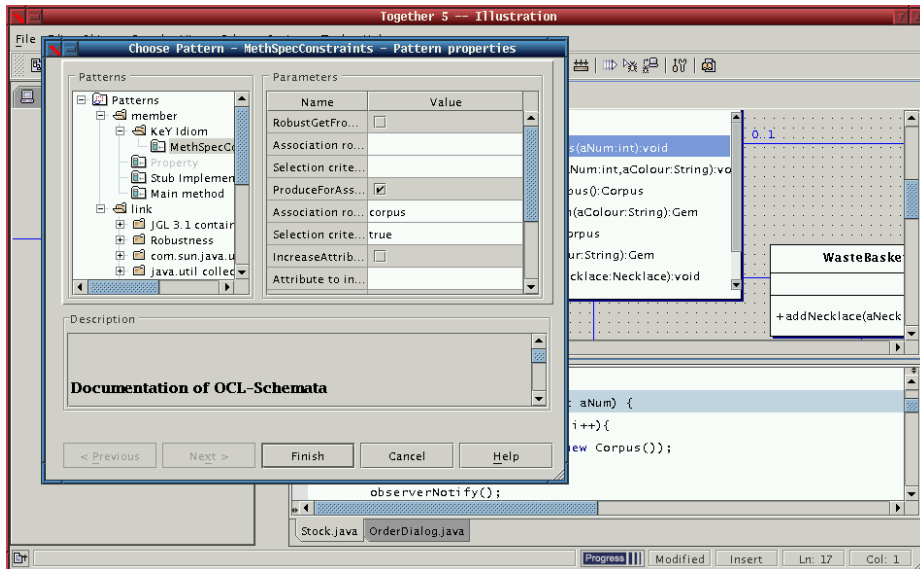 Together 5 -- Illustration
File
Choose Pattern - MethSpecConstraints - Pattern properties
Patterns
Patterns
member
KeY Idiom
MethSpecCo
Property
Stub Implemen
Main method
link
JGL 3.1 contain
Robustness
com.sun.java.u
java.util collec
Parameters
Name Value
RobustGetFro...
Association ro...
Selection crite...
ProduceForAss...
Association ro... corpus
Selection crite... true
IncreaseAttrib...
Attribute to in...
Description
Documentation of OCL-Schemata
< Previous Next > Finish Cancel Help
0..1
s(aNum:int):void
Num:int,aColour:String):vo
pus():Corpus
n(aColour:String):Gem
orpus
ur:String):Gem
cklace:Necklace):void
WasteBaske
+addNecklace(aNeck
t aNum) {
i++){
new Corpus());
observerNotify();
Stock.java OrderDialog.java
Progress Modified Insert Ln: 17 Col: 1